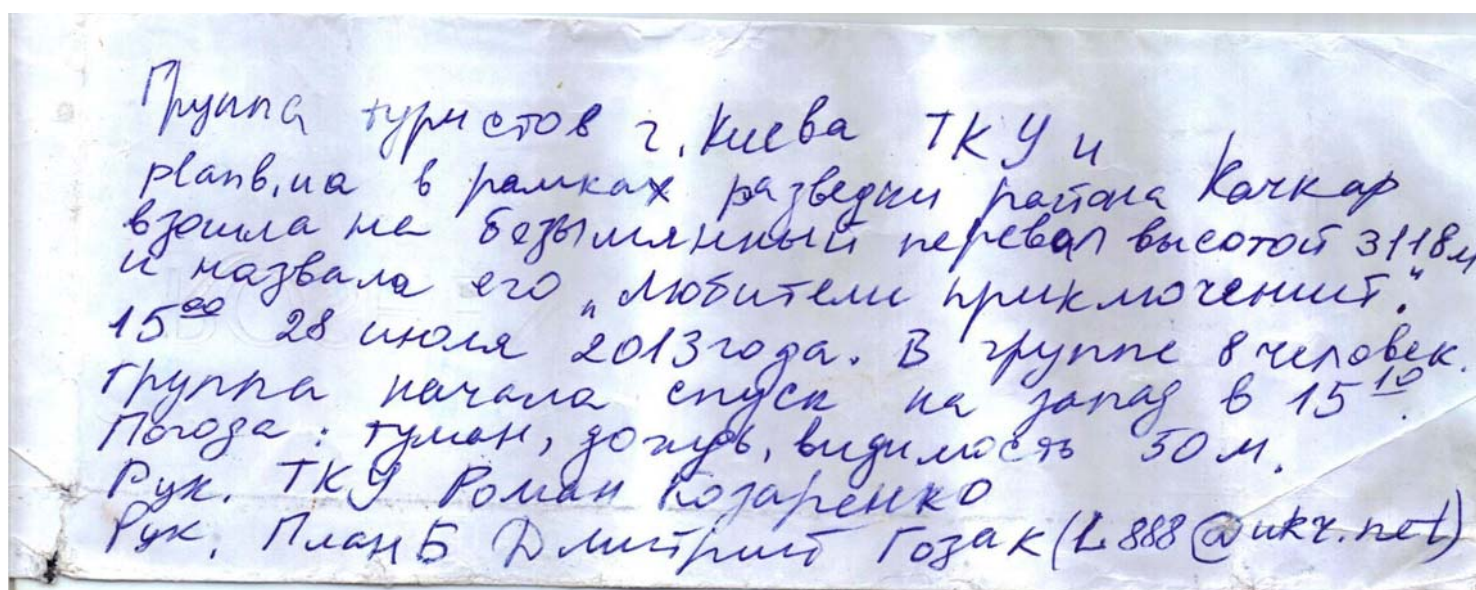 Группа туристов г. Киева ТКУ и
planb.ua в рамках разведки района Качкар
взошла на безымянный перевал высотой 3118м
и назвала его „Любители приключений".
15⁰⁰ 28 июля 2013 года. В группе 8 человек.
Группа начала спуск на запад в 15¹⁰.
Погода: туман, дождь, видимость 50 м.
Рук. ТКУ Роман Козаренко
Рук. План Б Дмитрий Гозак (L888@ukr.net)